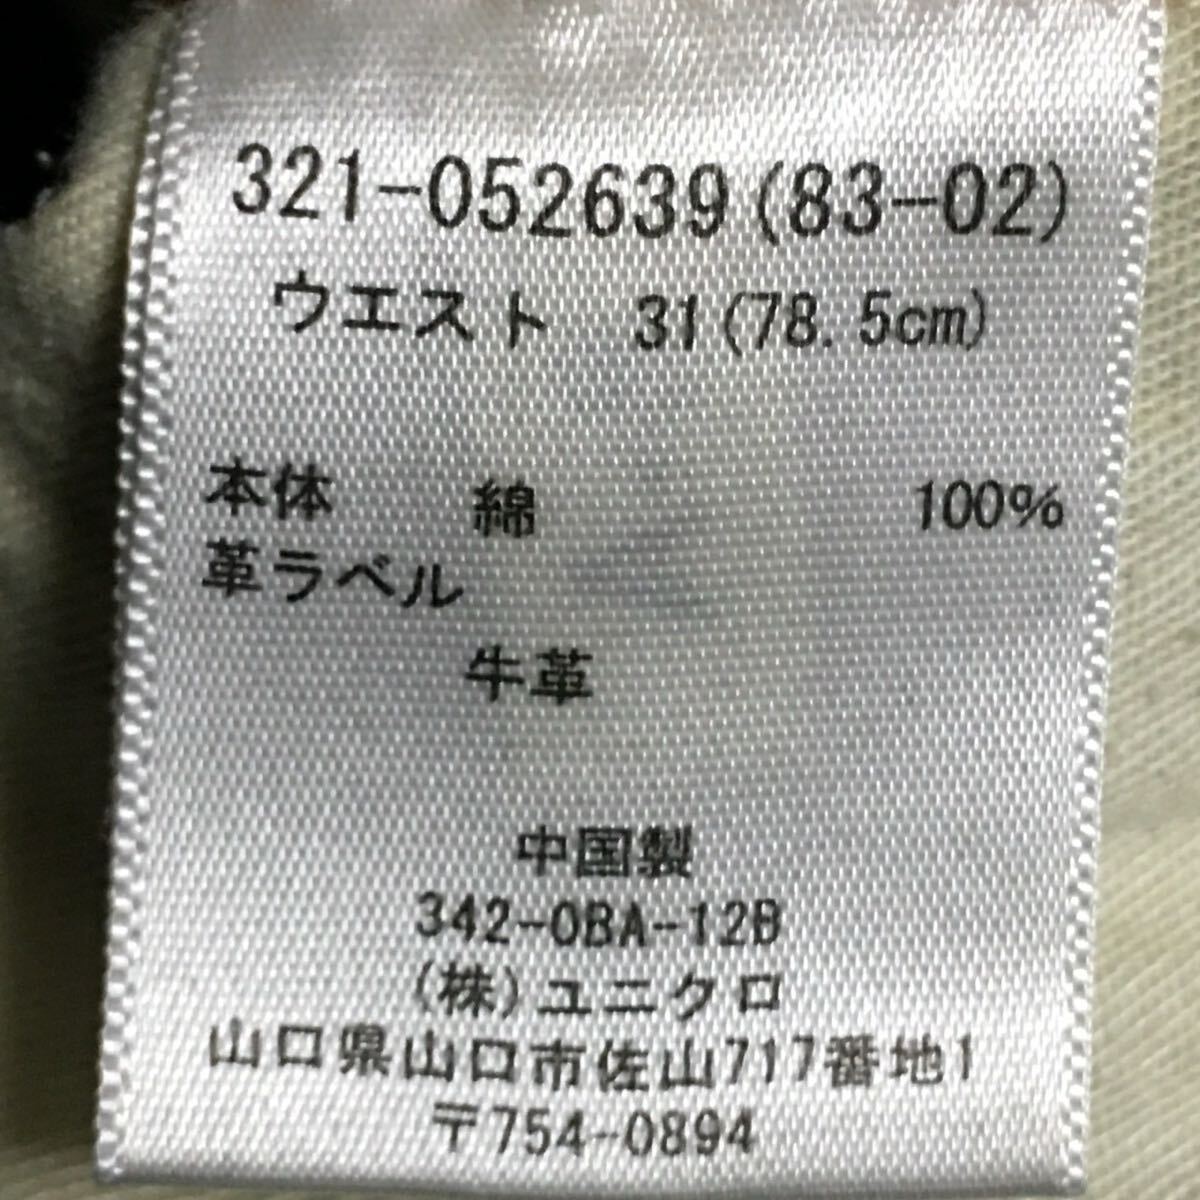 321-052639(83-02)
ウエスト 31(78.5cm)
本体 綿 100%
革ラベル
牛革
中国製
342-0BA-12B
(株)ユニクロ
山口県山口市佐山717番地1
〒754-0894